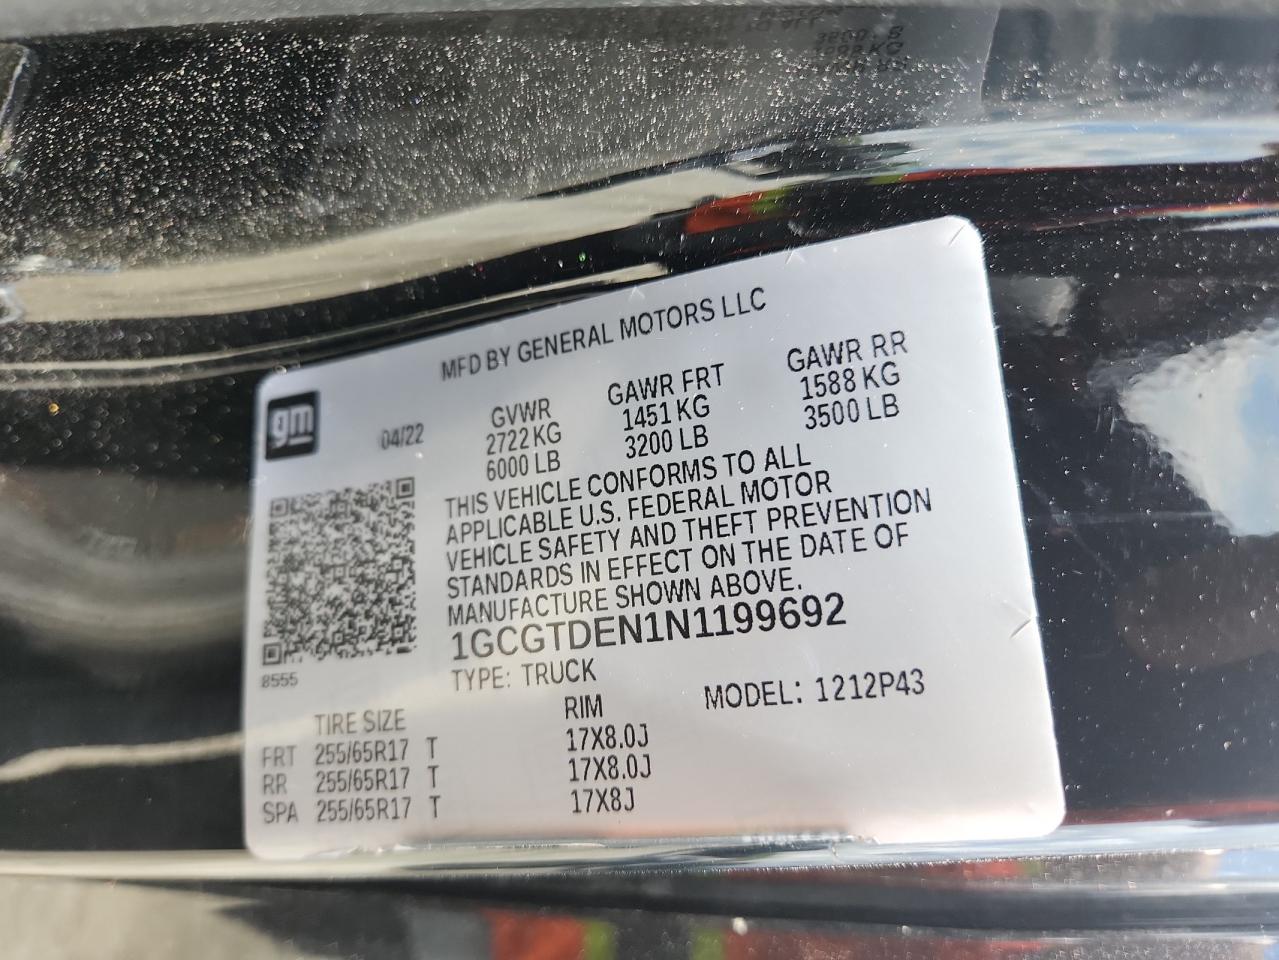 MFD BY GENERAL MOTORS LLC
gm
04/22
GVWR GAWR FRT GAWR RR
2722 KG 1451 KG 1588 KG
6000 LB 3200 LB 3500 LB
THIS VEHICLE CONFORMS TO ALL
APPLICABLE U.S. FEDERAL MOTOR
VEHICLE SAFETY AND THEFT PREVENTION
STANDARDS IN EFFECT ON THE DATE OF
MANUFACTURE SHOWN ABOVE.
1GCGTDEN1N1199692
8555
TYPE: TRUCK MODEL: 1212P43
TIRE SIZE RIM
FRT 255/65R17 T 17X8.0J
RR 255/65R17 T 17X8.0J
SPA 255/65R17 T 17X8J